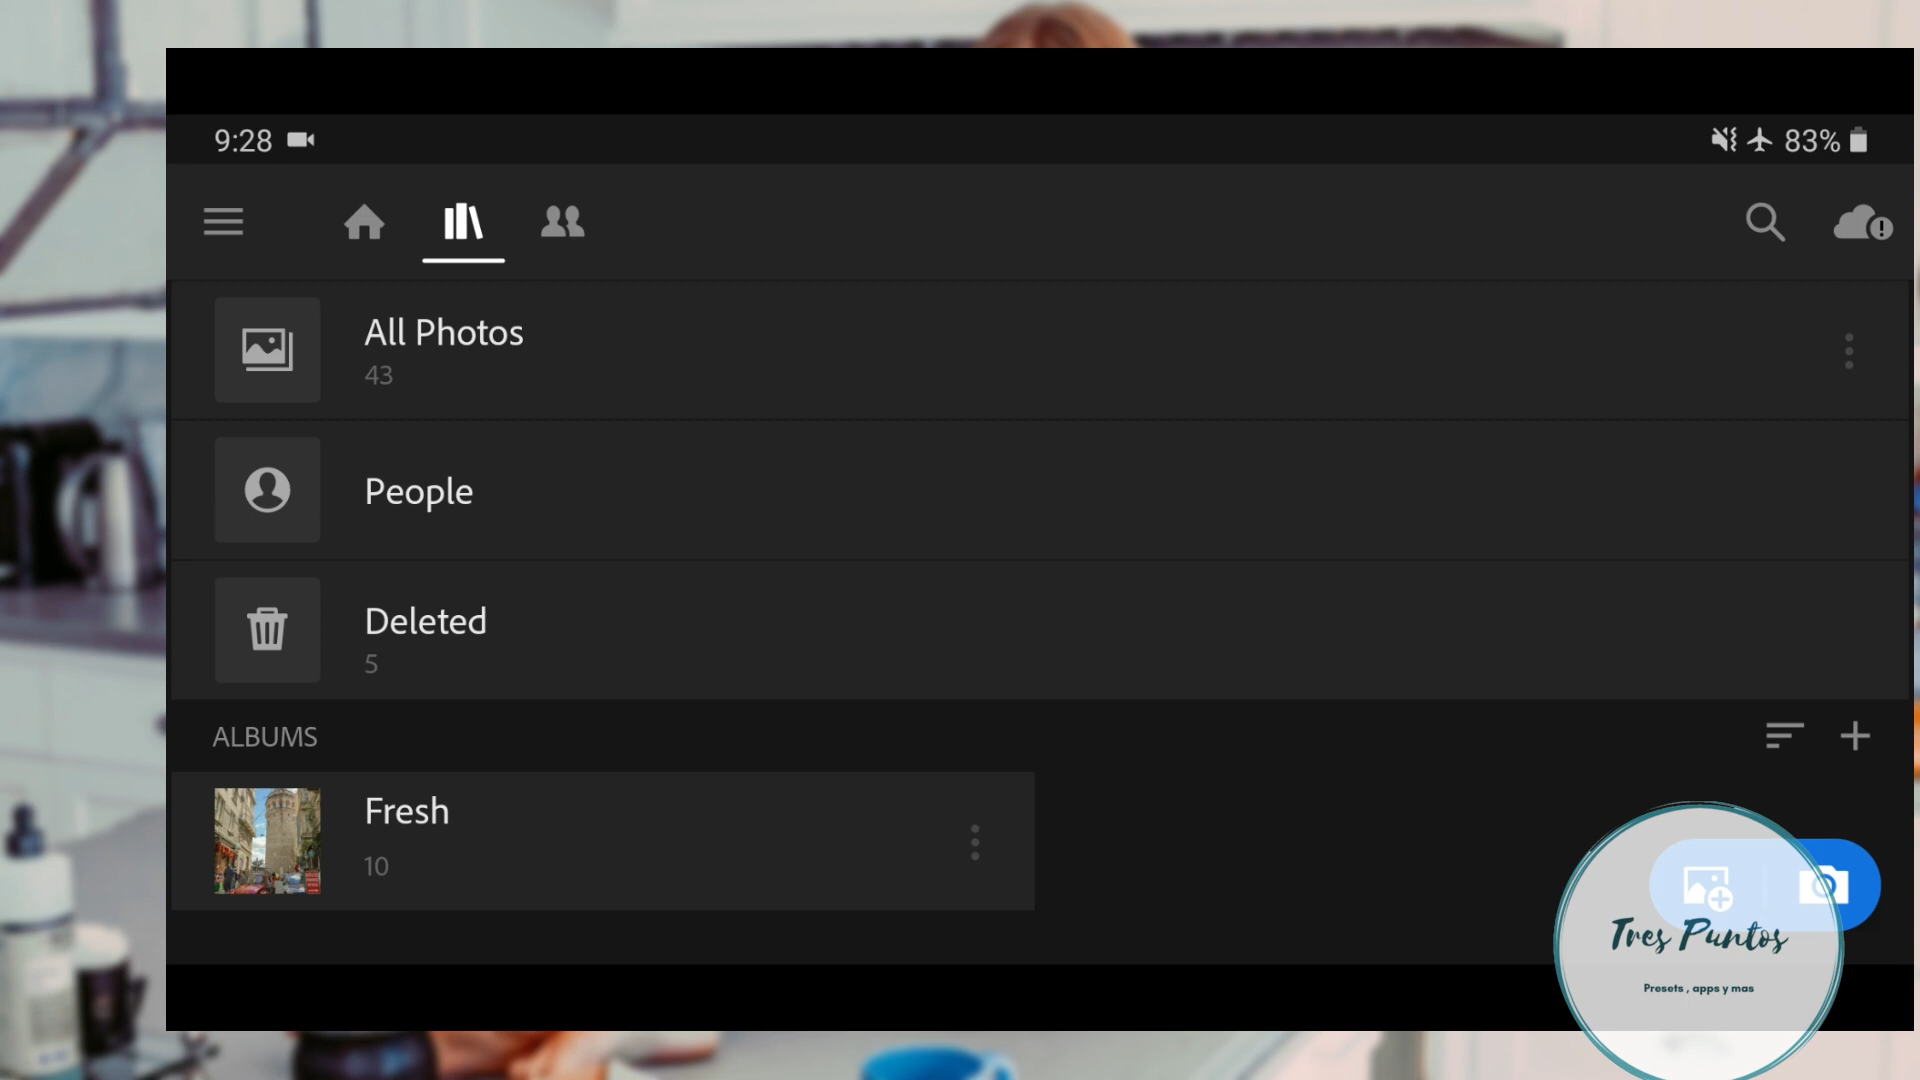 9:28
83%
All Photos
43
People
Deleted
5
ALBUMS
Fresh
10
Tres Puntos
Presets , apps y mas